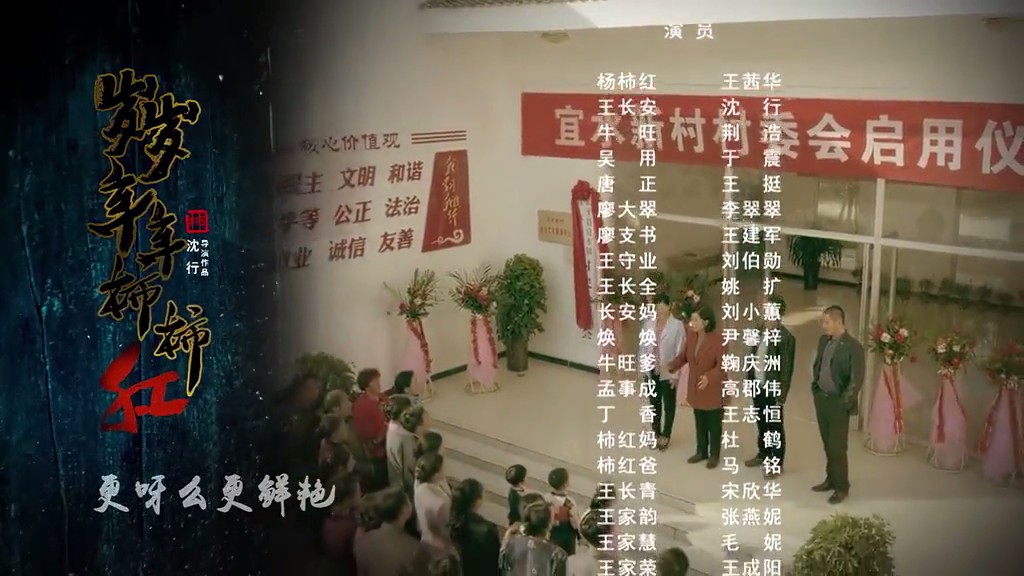 岁岁年年柿柿红
沈行
导演作品
更呀么更鲜艳
核心价值观
民主 文明 和谐
平等 公正 法治
敬业 诚信 友善
宜木新村村委会启用仪
演员
杨柿红 王茜华
王长安 沈行
牛旺 荆浩
吴用 于震
唐正 王挺
廖大翠 李翠翠
廖支书 王建军
王守业 刘伯勋
王长全 姚扩
长安妈 刘小蕙
焕焕 尹馨梓
牛旺爹 鞠庆洲
孟事成 高郡伟
丁香 王志恒
柿红妈 杜鹤
柿红爸 马铭
王长青 宋欣华
王家韵 张燕妮
王家慧 毛妮
王家荣 王成阳